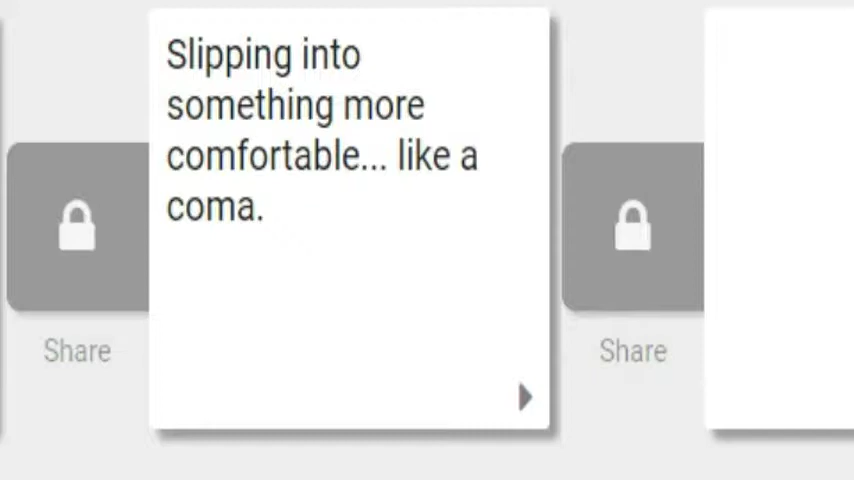 Slipping into
something more
comfortable... like a
coma.
Share
Share